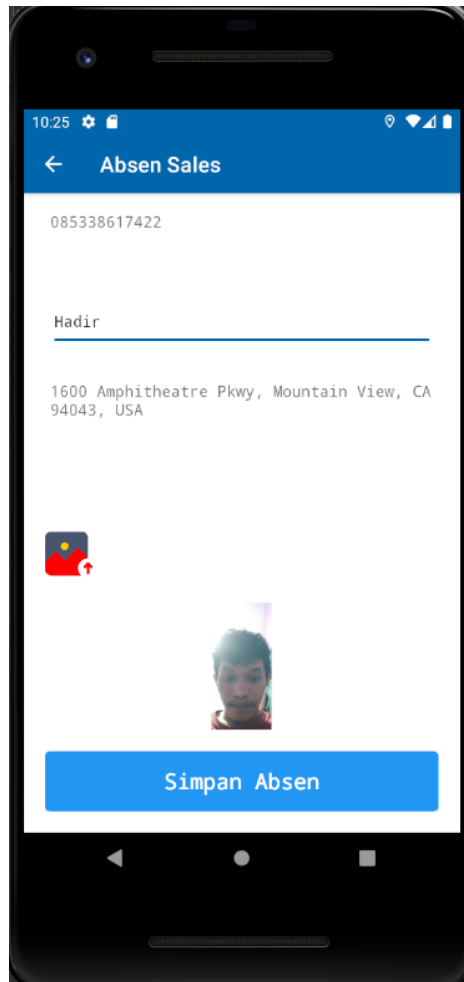 10:25
Absen Sales
085338617422
Hadir
1600 Amphitheatre Pkwy, Mountain View, CA
94043, USA
Simpan Absen